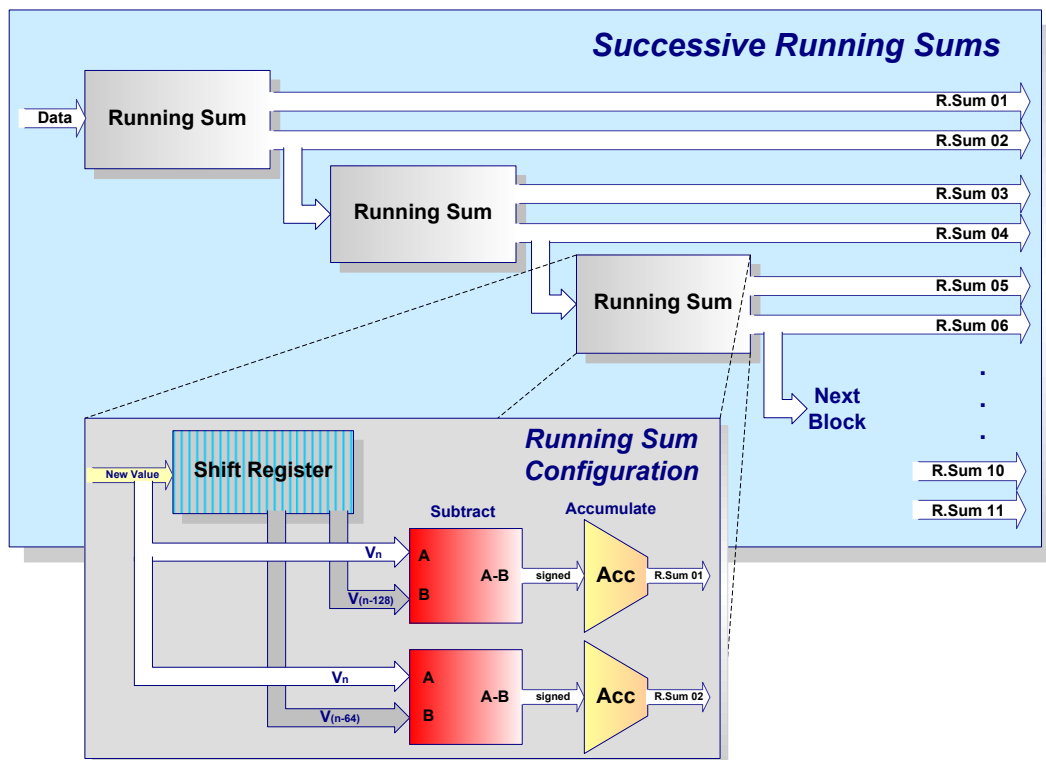 Successive Running Sums
Data
Running Sum
R.Sum 01
R.Sum 02
Running Sum
R.Sum 03
R.Sum 04
Running Sum
R.Sum 05
R.Sum 06
Next
Block
.
.
.
R.Sum 10
R.Sum 11
Running Sum
Configuration
New Value
Shift Register
Subtract
Accumulate
Vn
A
A-B
signed
Acc
R.Sum 01
B
V(n-128)
Vn
A
A-B
signed
Acc
R.Sum 02
B
V(n-64)